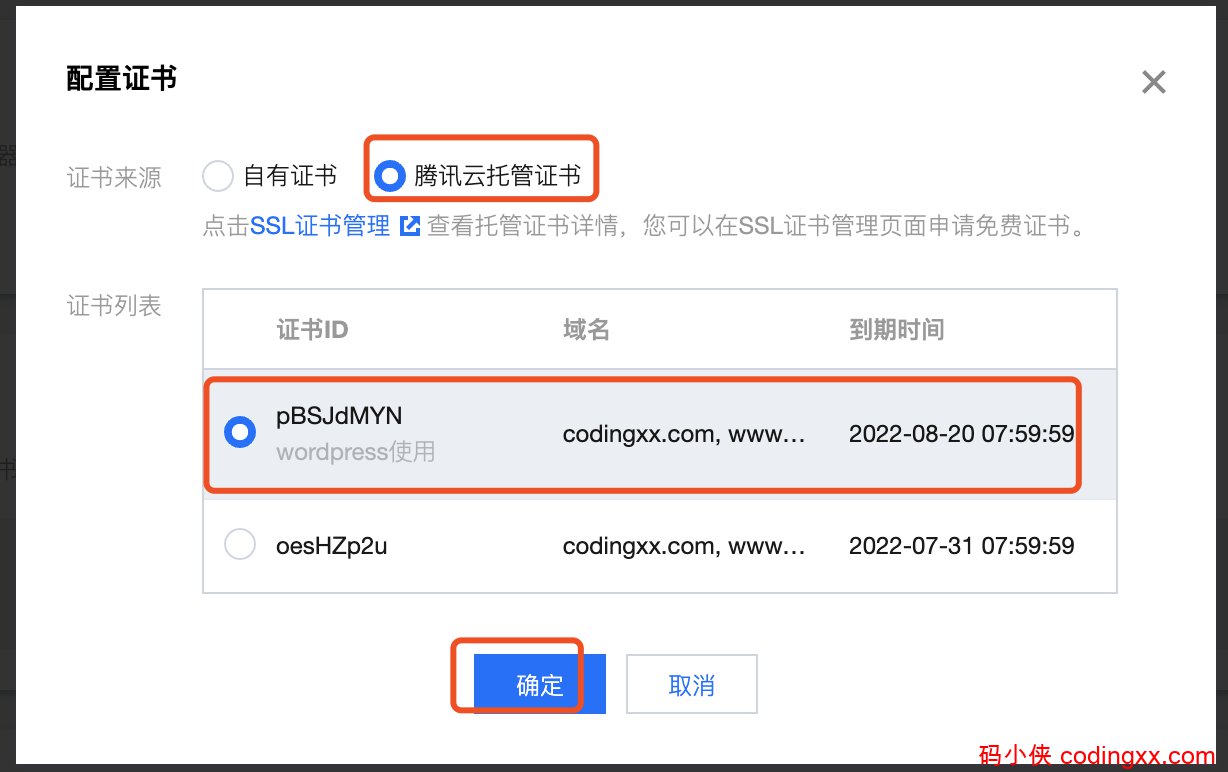 配置证书
证书来源 自有证书 腾讯云托管证书
点击SSL证书管理 查看托管证书详情，您可以在SSL证书管理页面申请免费证书。
证书列表
证书ID 域名 到期时间
pBSJdMYN
wordpress使用
codingxx.com, www... 2022-08-20 07:59:59
oesHZp2u codingxx.com, www... 2022-07-31 07:59:59
确定 取消
码小侠 codingxx.com